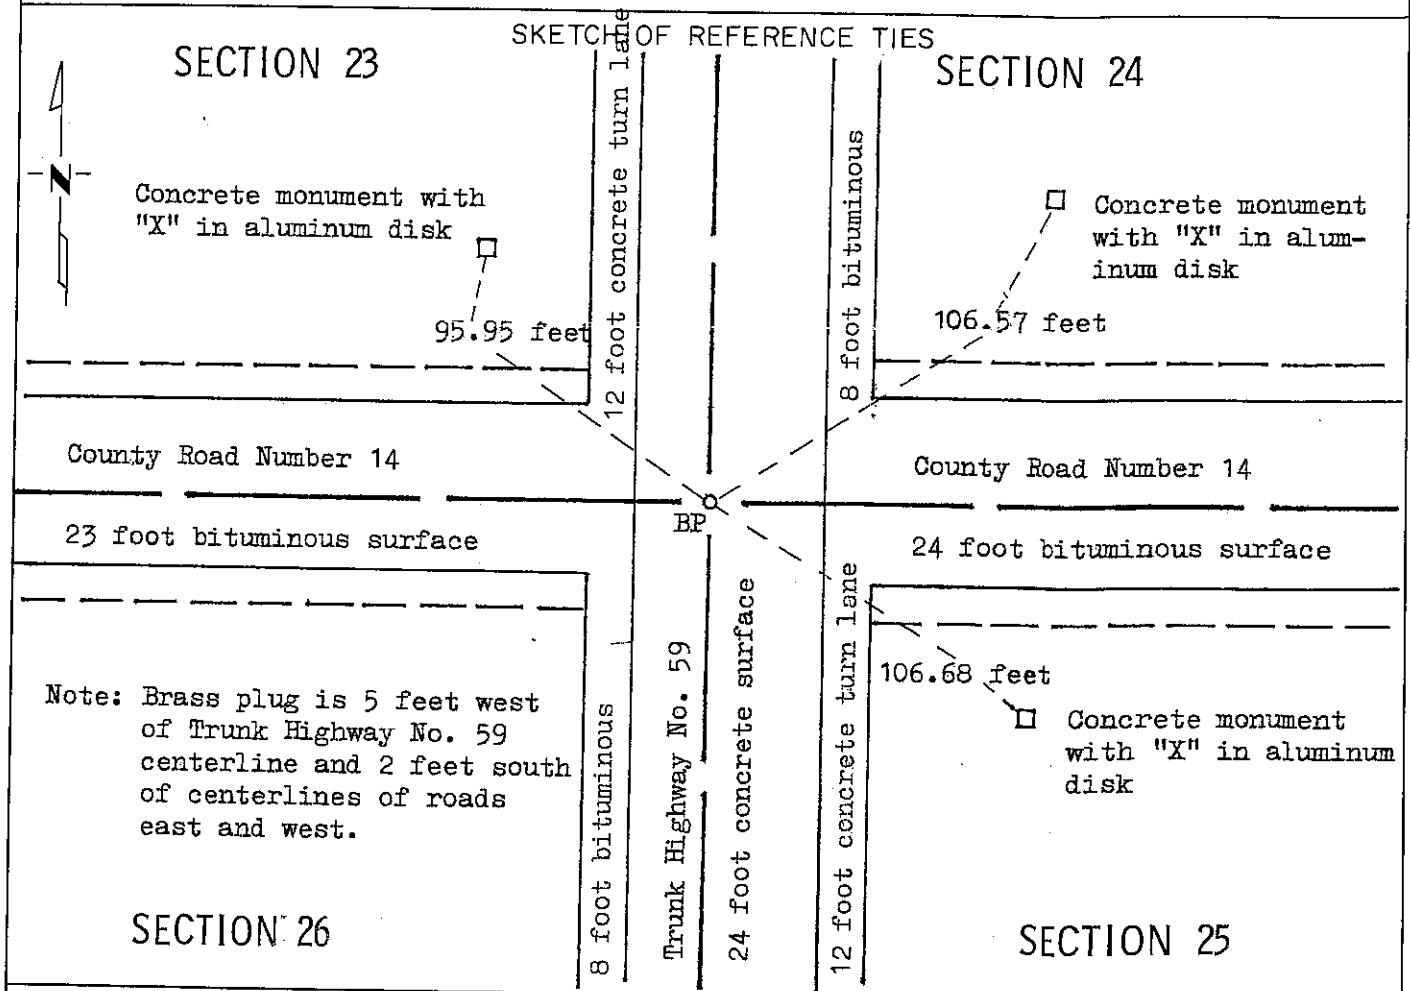 SKETCH OF REFERENCE TIES
SECTION 23
SECTION 24
N
Concrete monument with
"X" in aluminum disk
12 foot concrete turn lane
8 foot bituminous
Concrete monument
with "X" in alum-
inum disk
95.95 feet
106.57 feet
County Road Number 14
County Road Number 14
BP
23 foot bituminous surface
24 foot bituminous surface
Note: Brass plug is 5 feet west
of Trunk Highway No. 59
centerline and 2 feet south
of centerlines of roads
east and west.
8 foot bituminous
Trunk Highway No. 59
24 foot concrete surface
12 foot concrete turn lane
106.68 feet
Concrete monument
with "X" in aluminum
disk
SECTION 26
SECTION 25